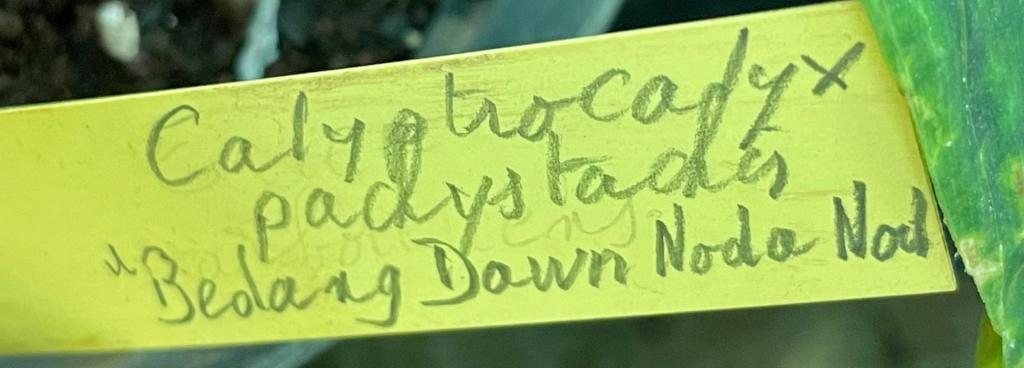 Calyptrocalyx
pachystachys
"Bedang Down Noda Nod